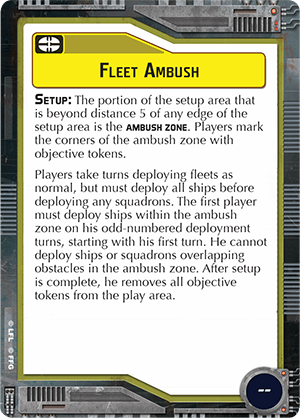 FLEET AMBUSH
SETUP: The portion of the setup area that
is beyond distance 5 of any edge of the
setup area is the AMBUSH ZONE. Players mark
the corners of the ambush zone with
objective tokens.
Players take turns deploying fleets as
normal, but must deploy all ships before
deploying any squadrons. The first player
must deploy ships within the ambush
zone on his odd-numbered deployment
turns, starting with his first turn. He cannot
deploy ships or squadrons overlapping
obstacles in the ambush zone. After setup
is complete, he removes all objective
tokens from the play area.
© LFL © FFG
--